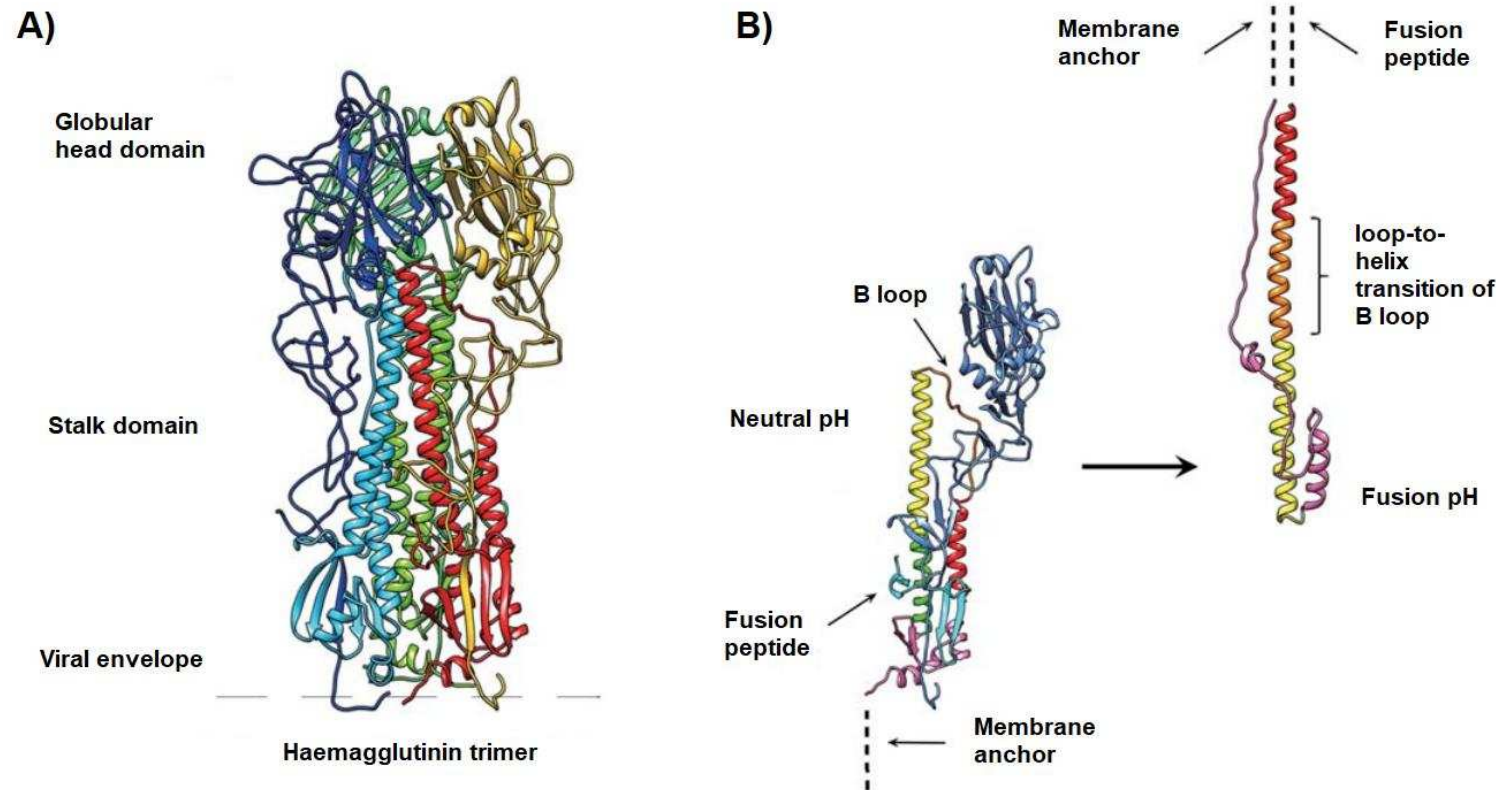 A)
Globular
head domain
Stalk domain
Viral envelope
Haemagglutinin trimer
B)
Membrane
anchor
Fusion
peptide
loop-to-
helix
transition of
B loop
B loop
Neutral pH
Fusion pH
Fusion
peptide
Membrane
anchor